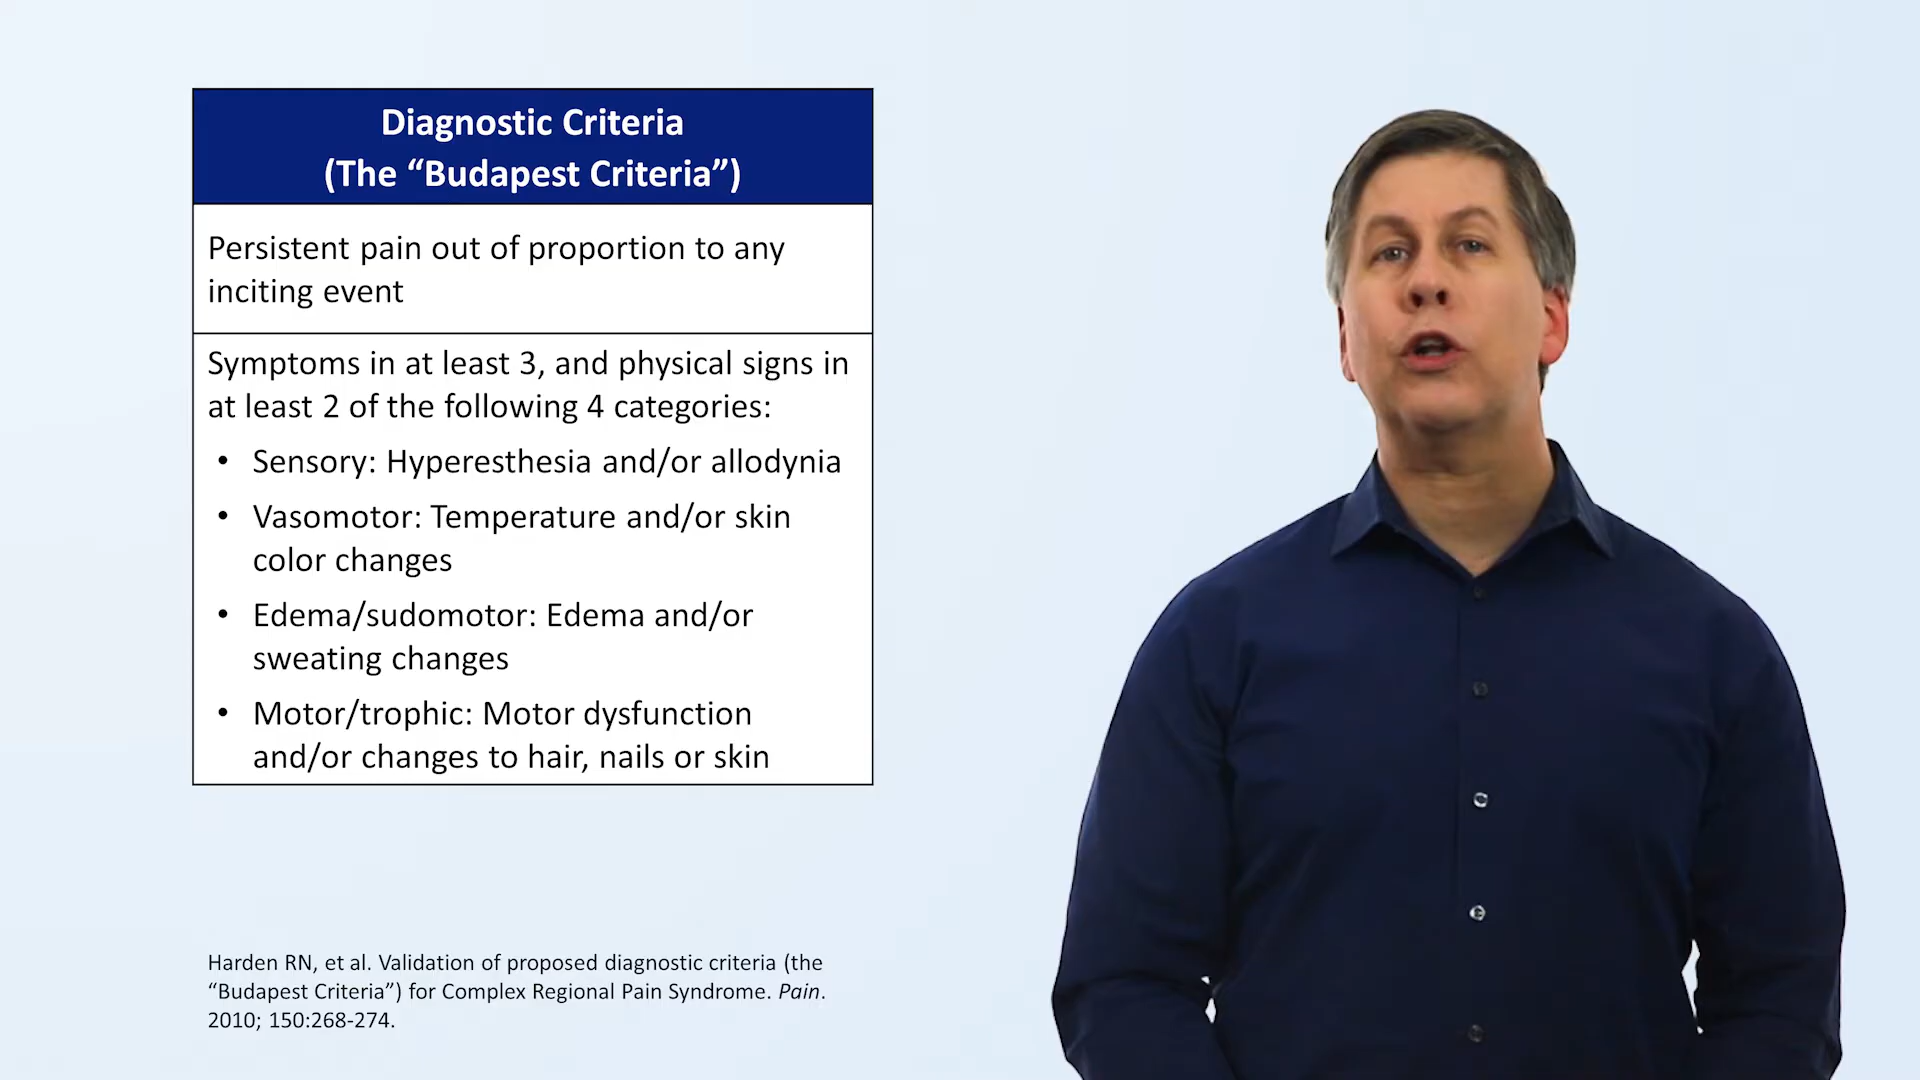 Diagnostic Criteria
(The “Budapest Criteria”)
Persistent pain out of proportion to any
inciting event
Symptoms in at least 3, and physical signs in
at least 2 of the following 4 categories:
• Sensory: Hyperesthesia and/or allodynia
• Vasomotor: Temperature and/or skin
color changes
• Edema/sudomotor: Edema and/or
sweating changes
• Motor/trophic: Motor dysfunction
and/or changes to hair, nails or skin
Harden RN, et al. Validation of proposed diagnostic criteria (the
“Budapest Criteria”) for Complex Regional Pain Syndrome. Pain.
2010; 150:268-274.